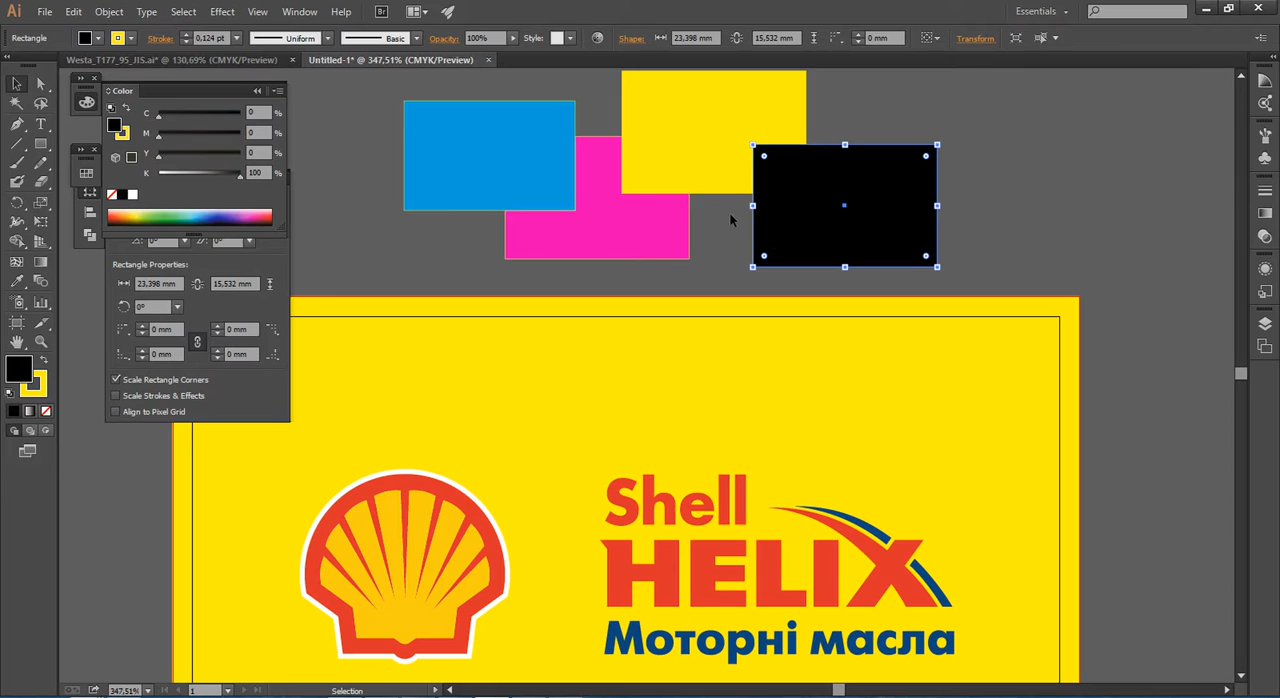 Ai File Edit Object Type Select Effect View Window Help Br Essentials
Rectangle Stroke: 0,124 pt Uniform Basic Opacity: 100% Style: Shape: 23,398 mm 15,532 mm 0 mm Transform
Westa_T177_95_JIS.ai* @ 130,69% (CMYK/Preview) × Untitled-1* @ 347,51% (CMYK/Preview) ×
Color
C 0 %
M 0 %
Y 0 %
K 100 %
0° 0°
Rectangle Properties:
23,398 mm 15,532 mm
0°
0 mm 0 mm
0 mm 0 mm
Scale Rectangle Corners
Scale Strokes & Effects
Align to Pixel Grid
Shell
HELIX
Моторні масла
347,51% 1 Selection